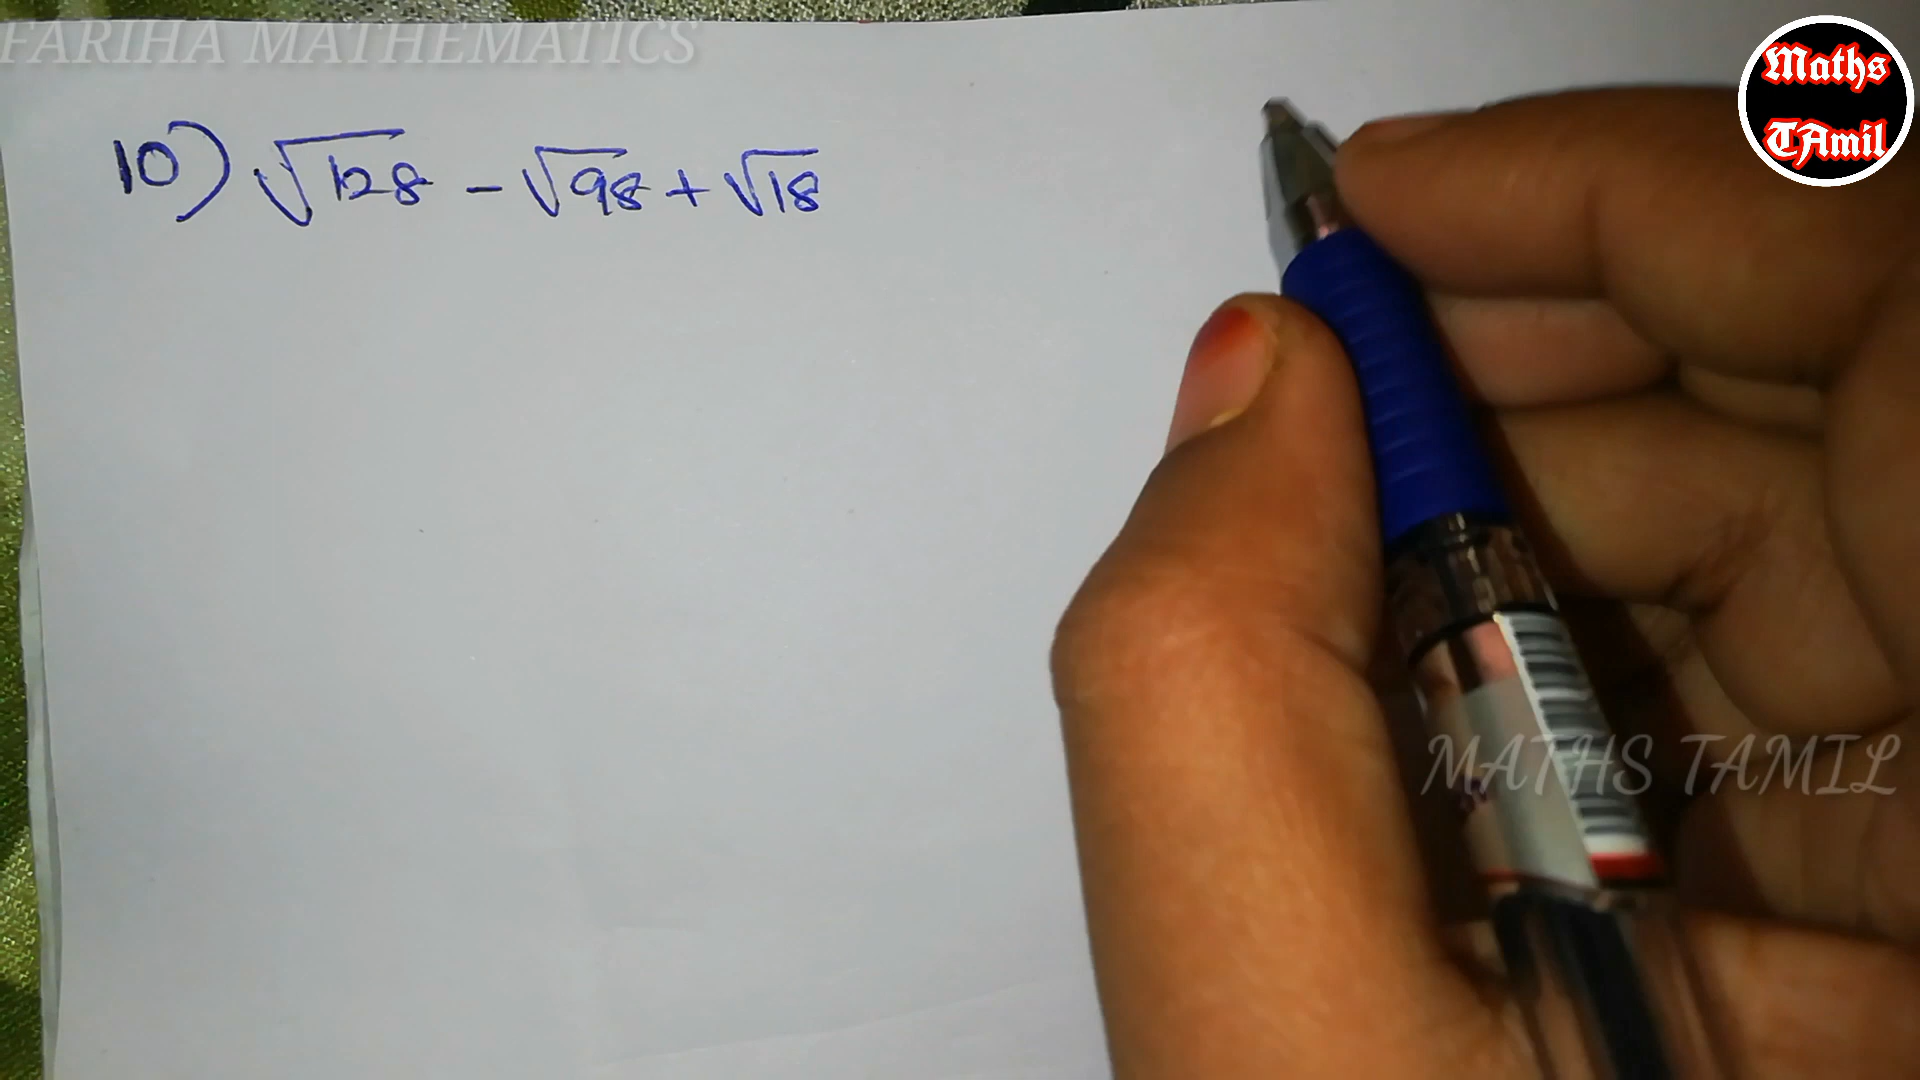 FARIHA MATHEMATICS
Maths
TAmil
10) √128 - √98 + √18
MATHS TAMIL